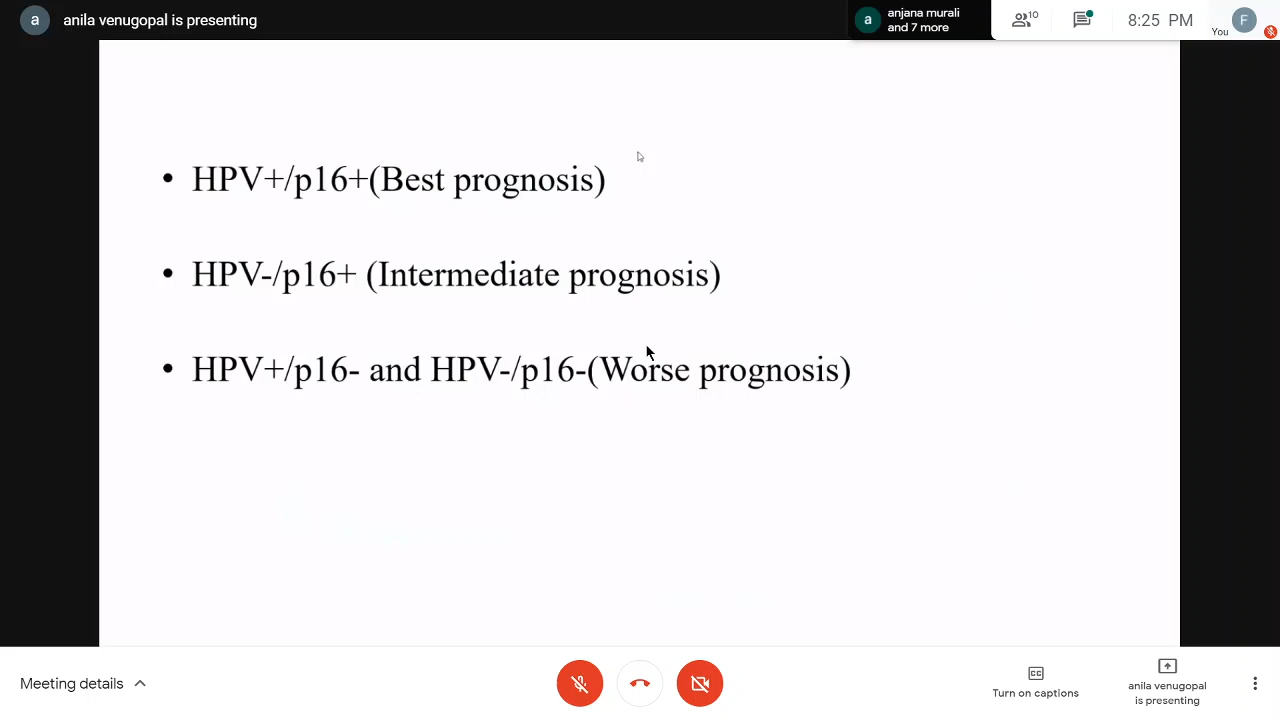 a anila venugopal is presenting
a anjana murali
and 7 more
10
8:25 PM
You
F
• HPV+/p16+(Best prognosis)
• HPV-/p16+ (Intermediate prognosis)
• HPV+/p16- and HPV-/p16-(Worse prognosis)
Meeting details
CC
Turn on captions
anila venugopal
is presenting